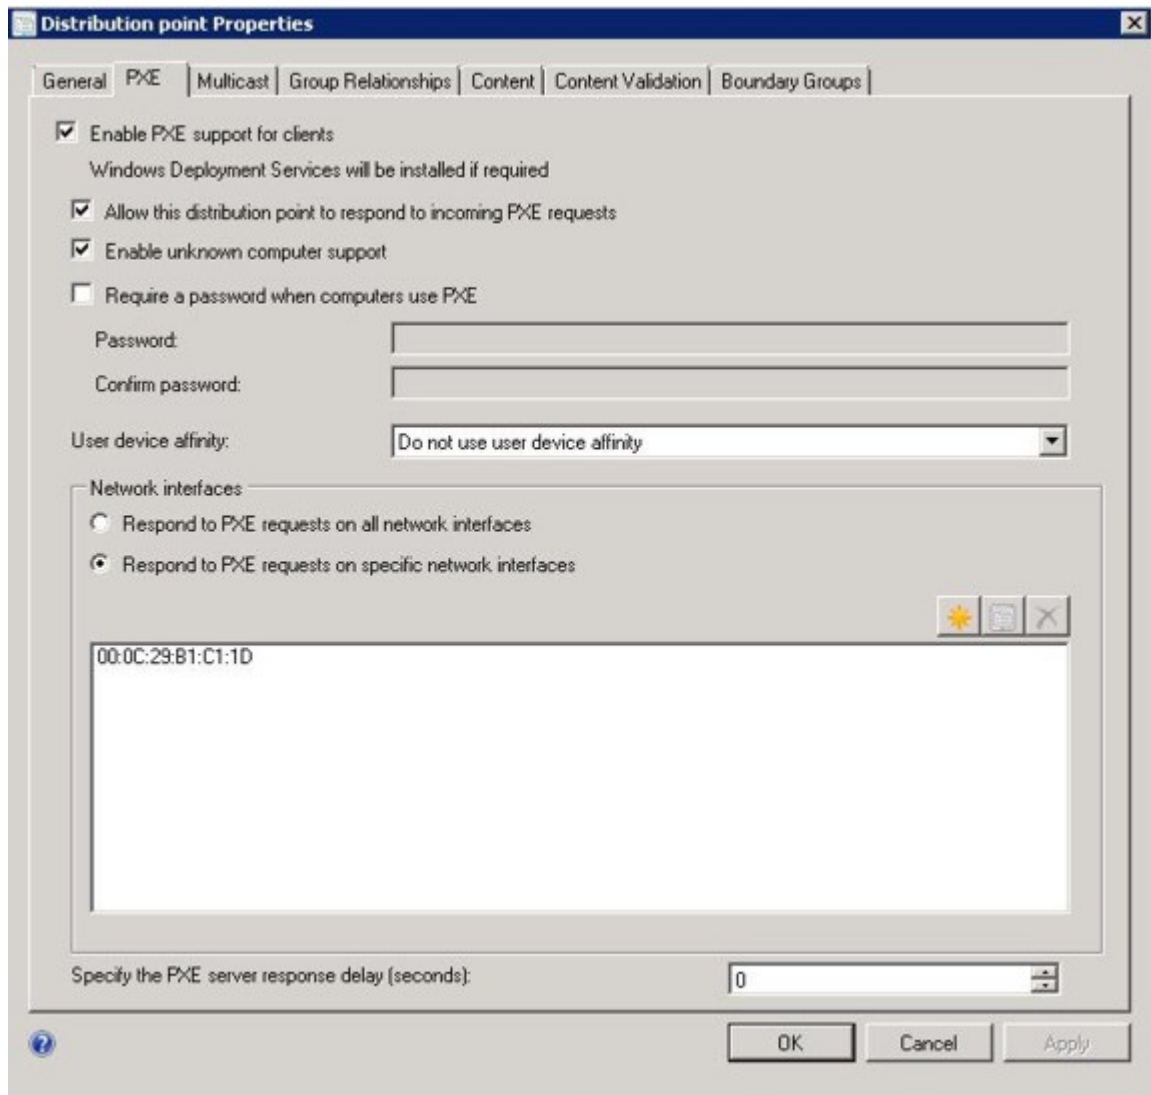 Distribution point Properties
General PXE Multicast Group Relationships Content Content Validation Boundary Groups
Enable PXE support for clients
Windows Deployment Services will be installed if required
Allow this distribution point to respond to incoming PXE requests
Enable unknown computer support
Require a password when computers use PXE
Password:
Confirm password:
User device affinity: Do not use user device affinity
Network interfaces
Respond to PXE requests on all network interfaces
Respond to PXE requests on specific network interfaces
00:0C:29:B1:C1:1D
Specify the PXE server response delay (seconds): 0
OK Cancel Apply